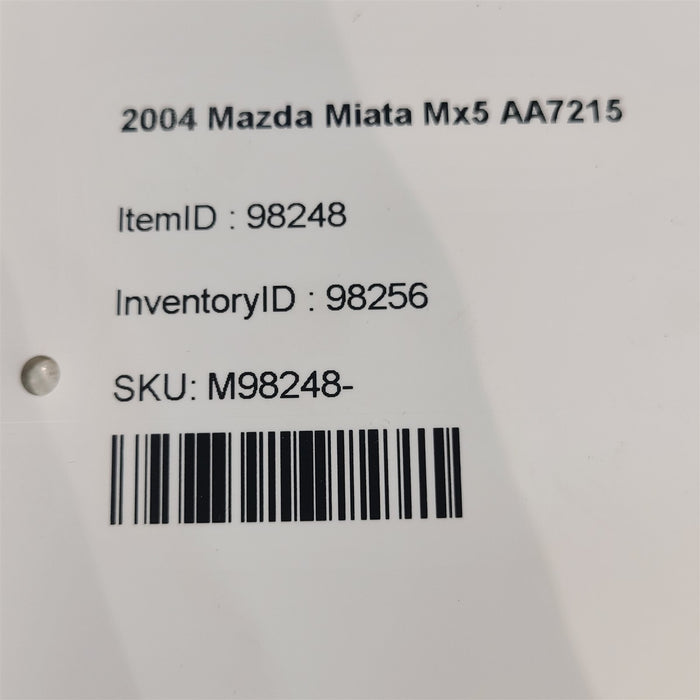 2004 Mazda Miata Mx5 AA7215
ItemID : 98248
InventoryID : 98256
SKU: M98248-